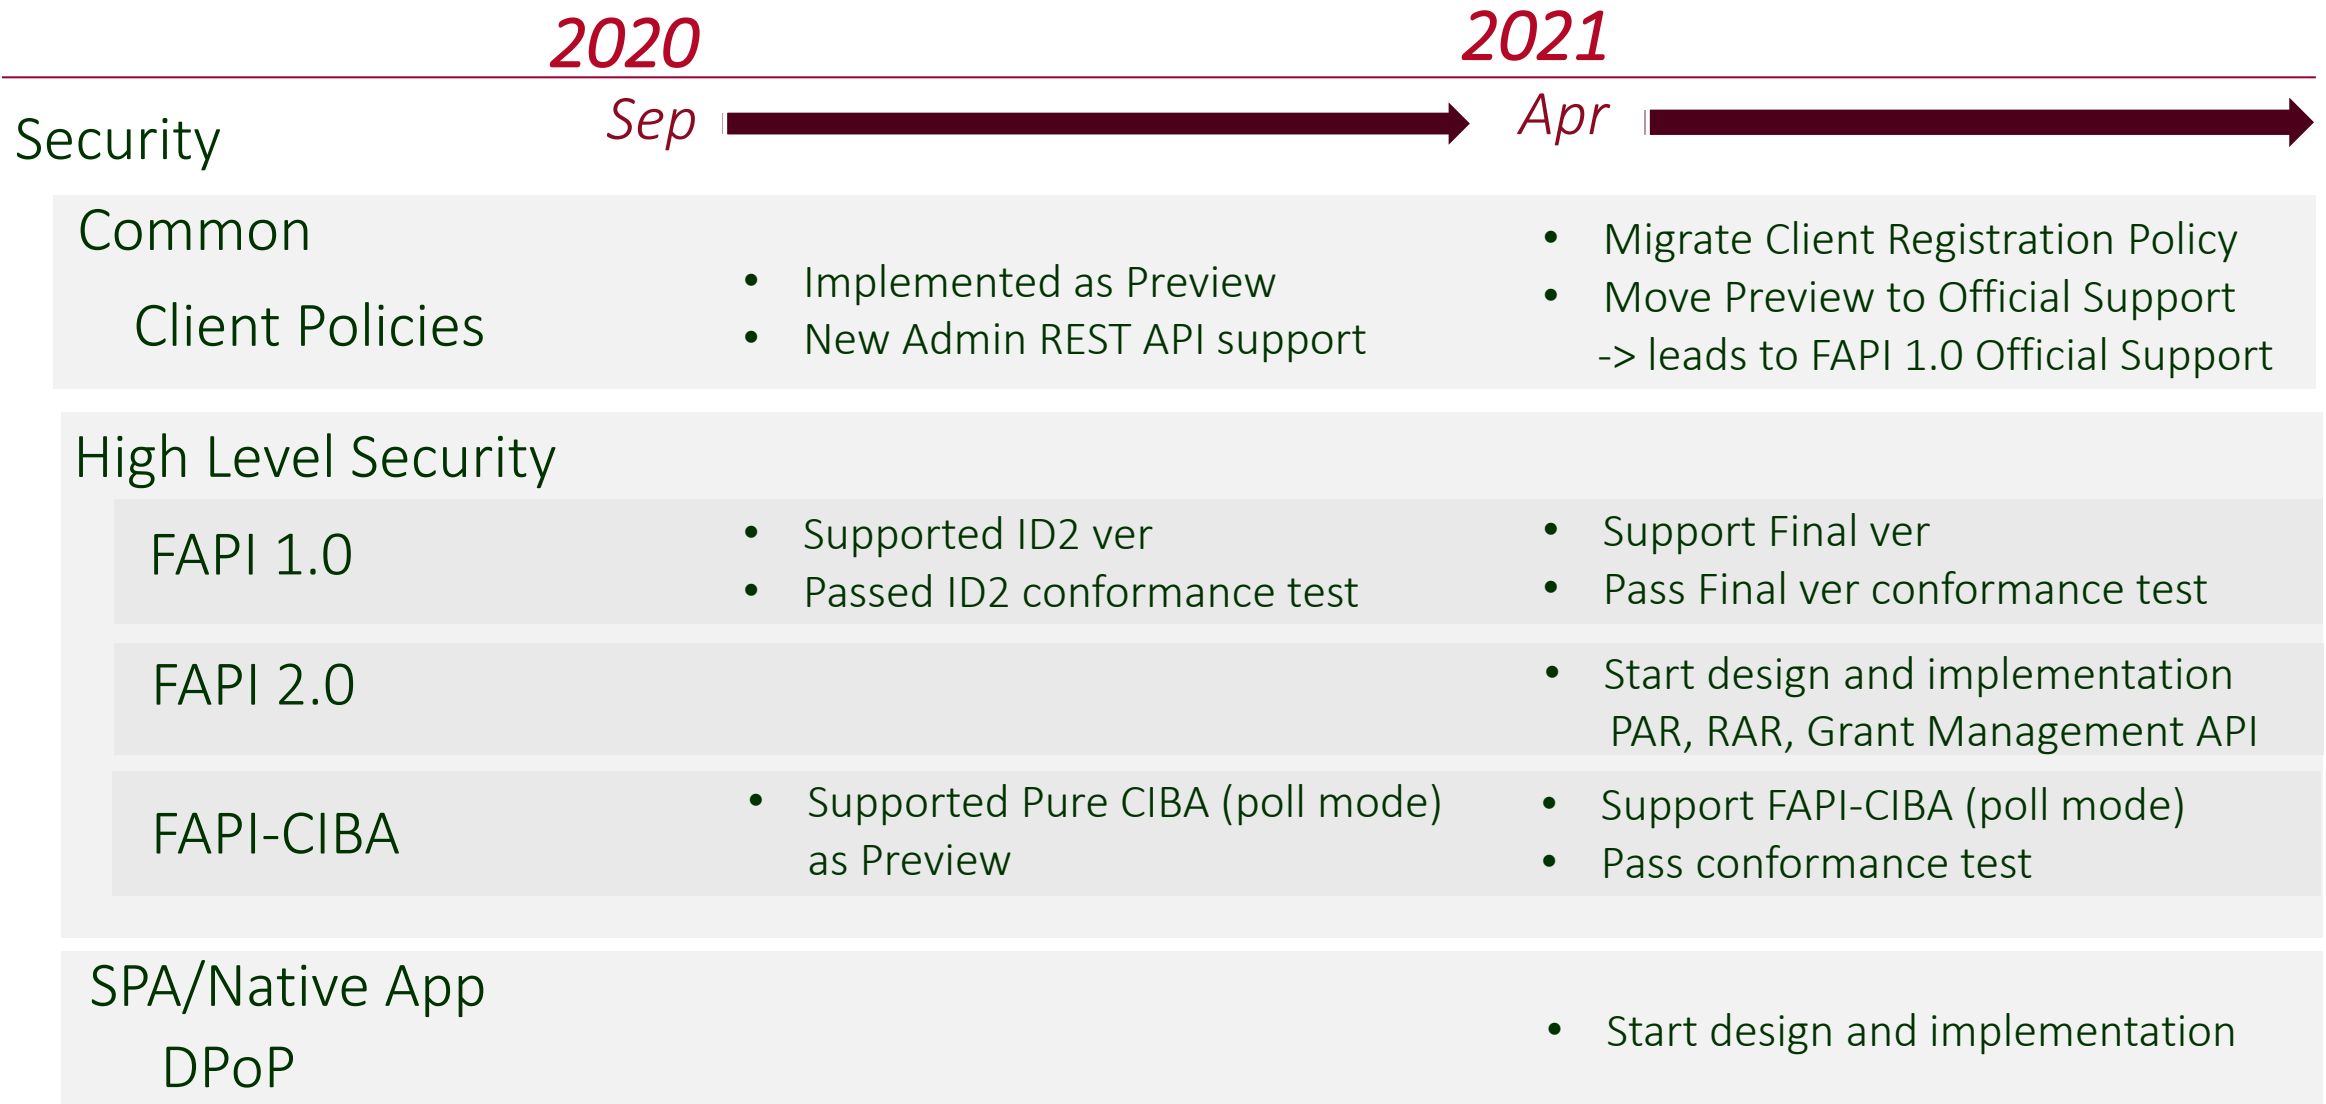 2020
2021
Sep
Apr
Security
Common
Client Policies
• Implemented as Preview
• New Admin REST API support
• Migrate Client Registration Policy
• Move Preview to Official Support
-> leads to FAPI 1.0 Official Support
High Level Security
FAPI 1.0
• Supported ID2 ver
• Passed ID2 conformance test
• Support Final ver
• Pass Final ver conformance test
FAPI 2.0
• Start design and implementation
PAR, RAR, Grant Management API
FAPI-CIBA
• Supported Pure CIBA (poll mode)
as Preview
• Support FAPI-CIBA (poll mode)
• Pass conformance test
SPA/Native App
DPoP
• Start design and implementation